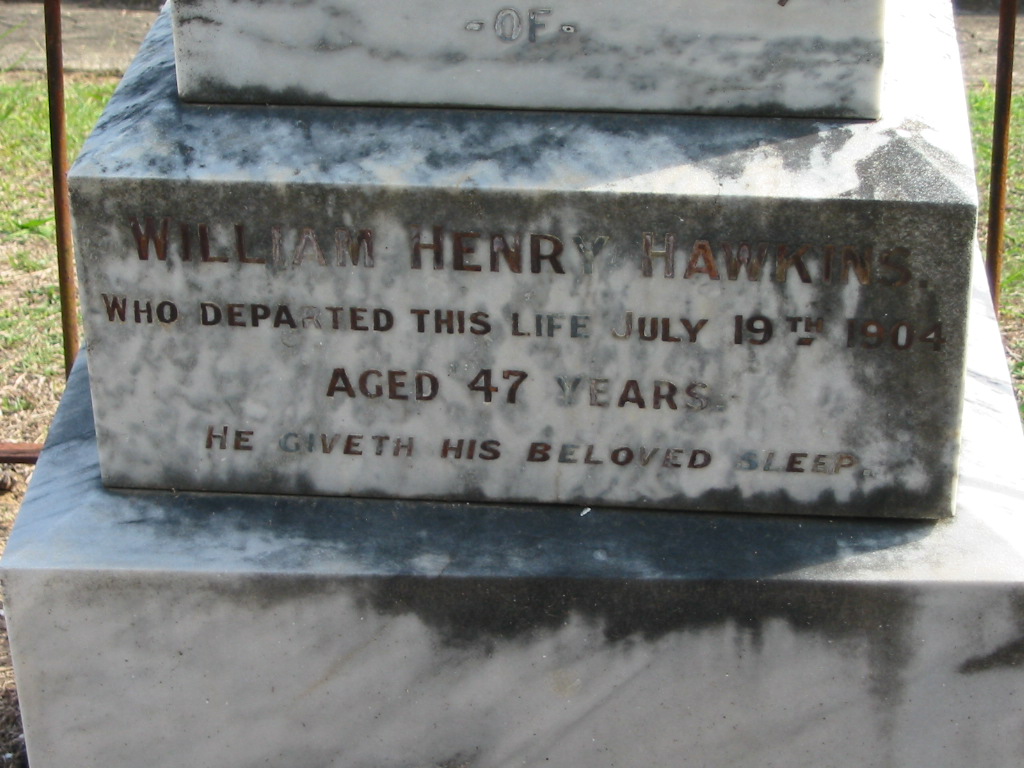 -OF-
WILLIAM HENRY HAWKINS.
WHO DEPARTED THIS LIFE JULY 19TH 1904
AGED 47 YEARS.
HE GIVETH HIS BELOVED SLEEP.